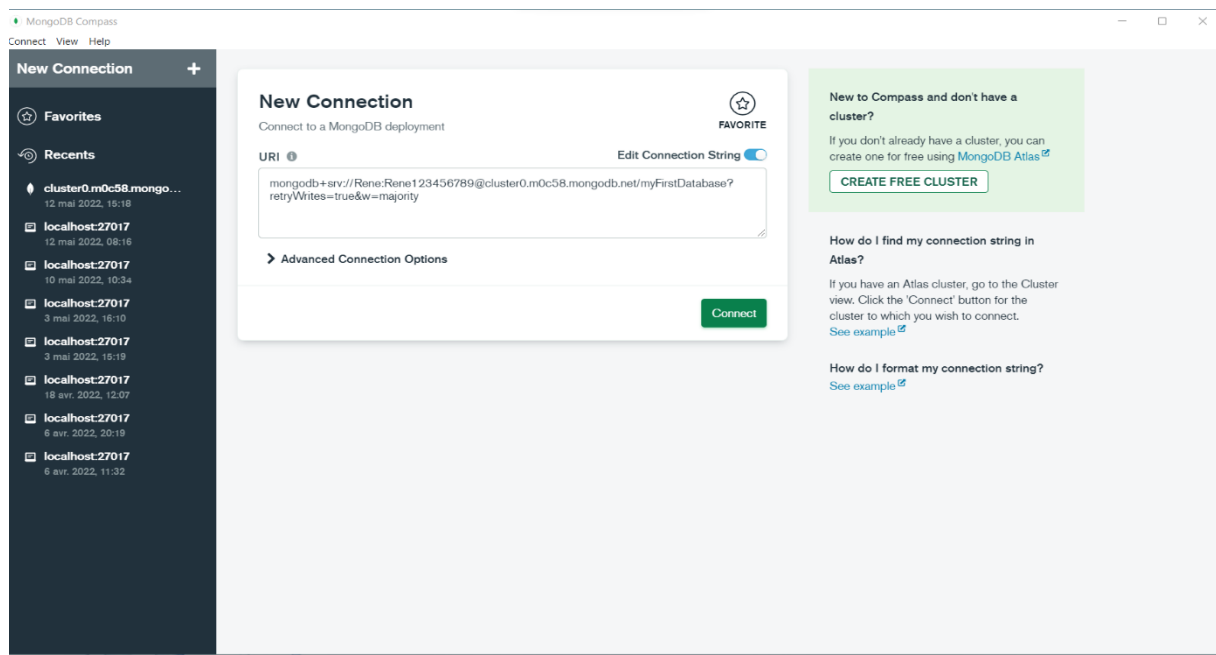 MongoDB Compass
Connect View Help
New Connection +
Favorites
Recents
cluster0.m0c58.mongo...
12 mai 2022, 15:18
localhost:27017
12 mai 2022, 08:16
localhost:27017
10 mai 2022, 10:34
localhost:27017
3 mai 2022, 16:10
localhost:27017
3 mai 2022, 15:19
localhost:27017
18 avr. 2022, 12:07
localhost:27017
6 avr. 2022, 20:19
localhost:27017
6 avr. 2022, 11:32
New Connection
Connect to a MongoDB deployment
FAVORITE
URI
Edit Connection String
mongodb+srv://Rene:Rene123456789@cluster0.m0c58.mongodb.net/myFirstDatabase?
retryWrites=true&w=majority
Advanced Connection Options
Connect
New to Compass and don't have a
cluster?
If you don't already have a cluster, you can
create one for free using MongoDB Atlas
CREATE FREE CLUSTER
How do I find my connection string in
Atlas?
If you have an Atlas cluster, go to the Cluster
view. Click the 'Connect' button for the
cluster to which you wish to connect.
See example
How do I format my connection string?
See example